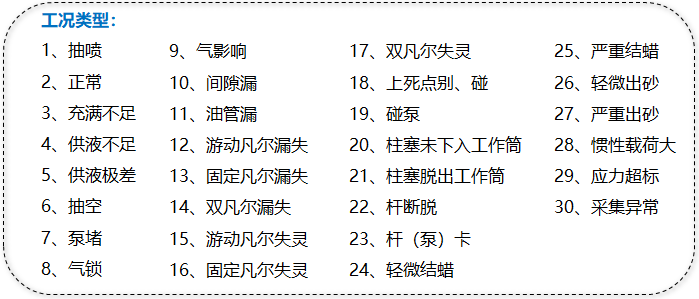 工况类型：
1、抽喷
2、正常
3、充满不足
4、供液不足
5、供液极差
6、抽空
7、泵堵
8、气锁
9、气影响
10、间隙漏
11、油管漏
12、游动凡尔漏失
13、固定凡尔漏失
14、双凡尔漏失
15、游动凡尔失灵
16、固定凡尔失灵
17、双凡尔失灵
18、上死点别、碰
19、碰泵
20、柱塞未下入工作筒
21、柱塞脱出工作筒
22、杆断脱
23、杆（泵）卡
24、轻微结蜡
25、严重结蜡
26、轻微出砂
27、严重出砂
28、惯性载荷大
29、应力超标
30、采集异常